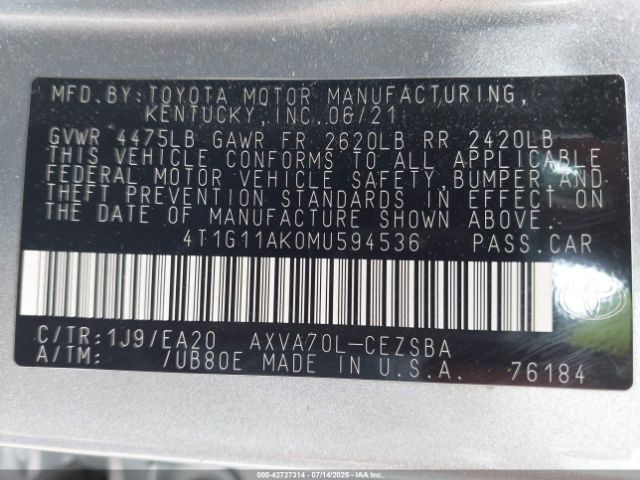 MFD.BY:TOYOTA MOTOR MANUFACTURING,
KENTUCKY,INC.06/21
GVWR 4475LB GAWR FR 2620LB RR 2420LB
THIS VEHICLE CONFORMS TO ALL APPLICABLE
FEDERAL MOTOR VEHICLE SAFETY,BUMPER AND
THEFT PREVENTION STANDARDS IN EFFECT ON
THE DATE OF MANUFACTURE SHOWN ABOVE.
4T1G11AK0MU594536 PASS.CAR
C/TR:1J9/EA20 AXVA70L-CEZSBA
A/TM: /UB80E MADE IN U.S.A. 76184
000-42727314 07/14/2025 IAA Inc.